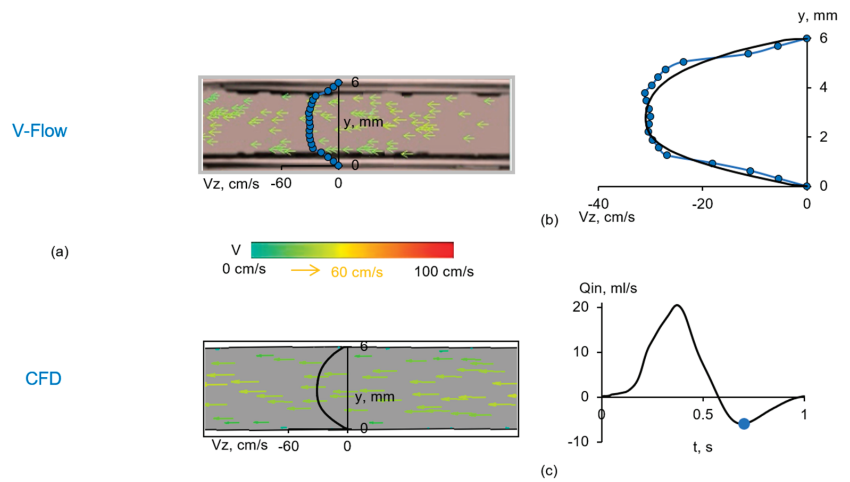 V-Flow
6
y, mm
0
Vz, cm/s -60 0
y, mm
6
4
2
0
-40 -20 0
Vz, cm/s
(b)
(a)
V
0 cm/s 60 cm/s 100 cm/s
CFD
6
y, mm
0
Vz, cm/s -60 0
Qin, ml/s
20
10
0
-10
0 0.5 1
t, s
(c)